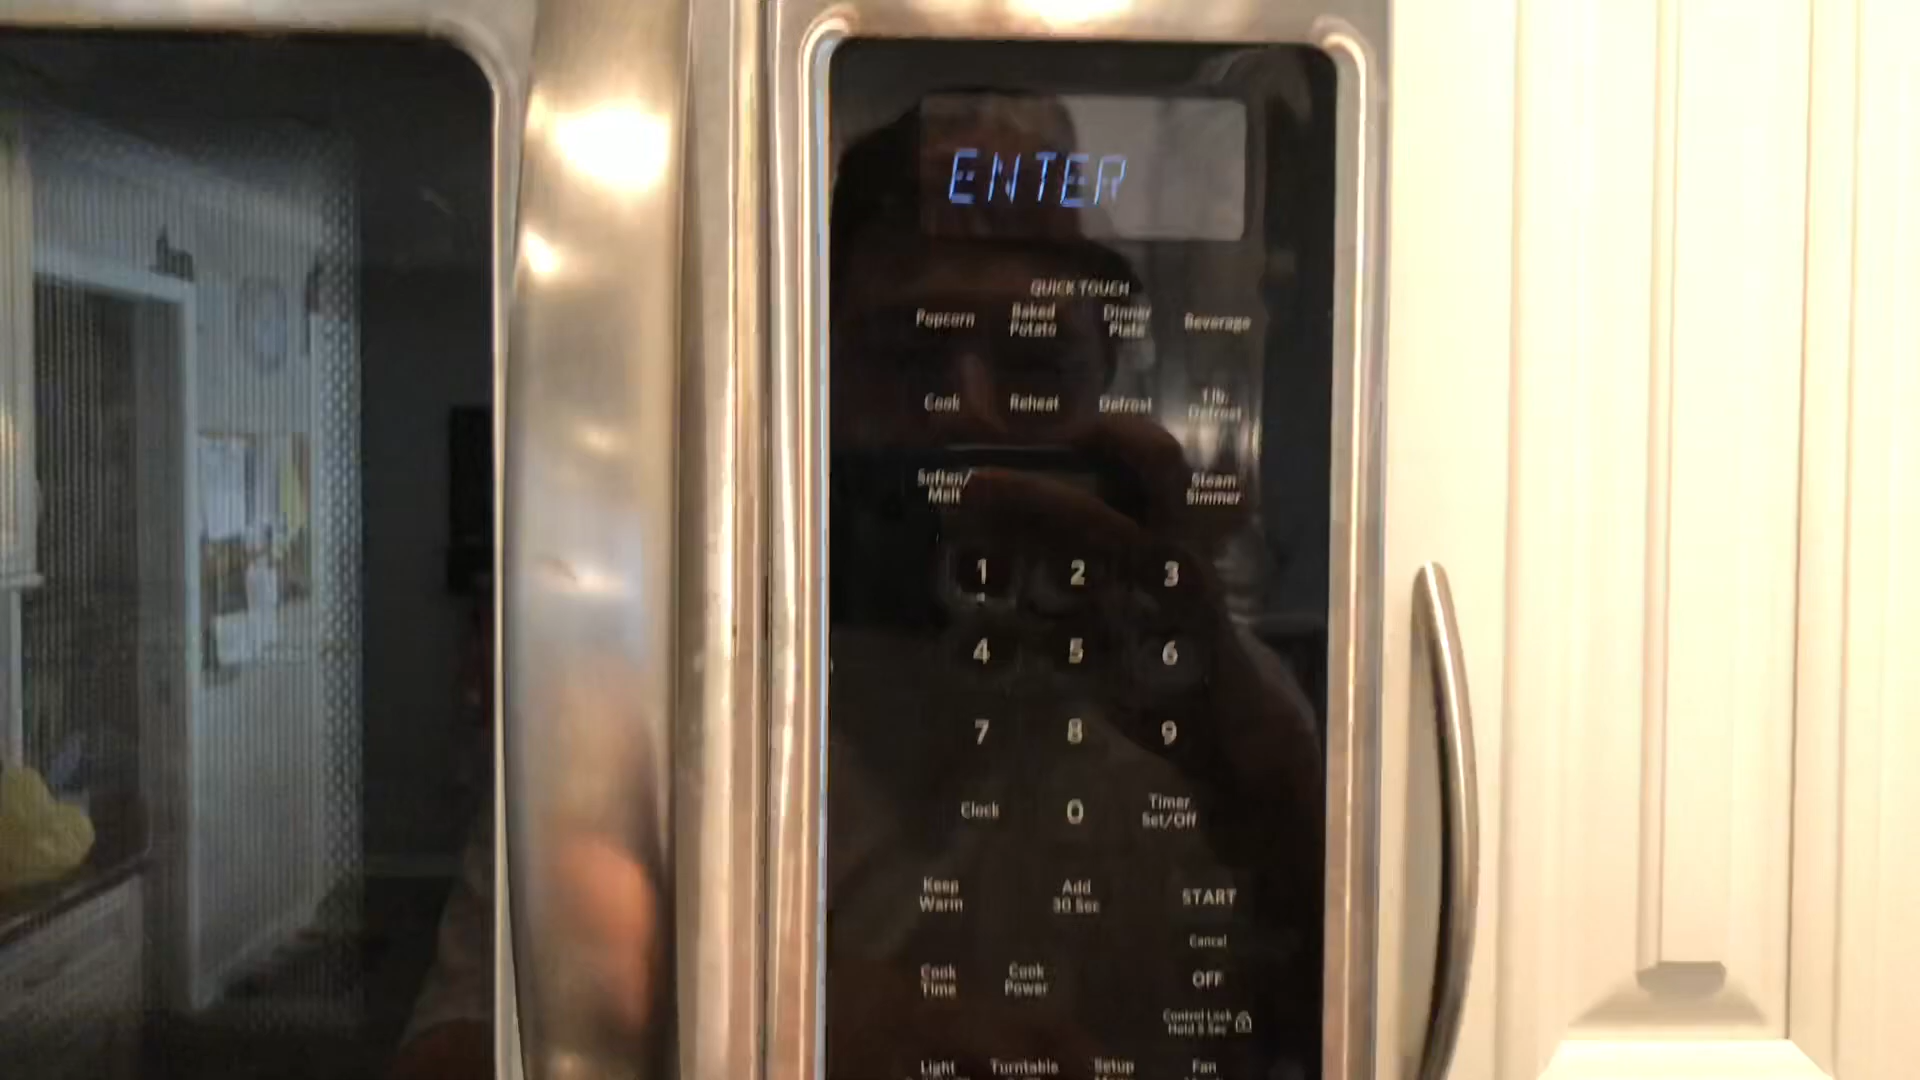 ENTER
QUICK TOUCH
Popcorn
Baked
Potato
Dinner
Plate
Beverage
Cook
Reheat
Defrost
1 lb.
Defrost
Soften/
Melt
Steam
Simmer
1 2 3
4 5 6
7 8 9
Clock
0
Timer
Set/Off
Keep
Warm
Add
30 Sec
START
Cancel
OFF
Cook
Time
Cook
Power
Control Lock
Hold 3 Sec
Light
Turntable
Setup
Fan